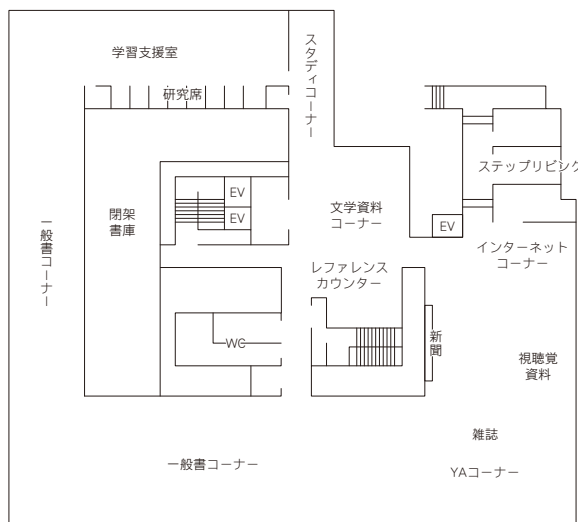 学習支援室
スタディコーナー
研究席
ステップリビング
EV
EV
閉架
書庫
文学資料
コーナー
EV
一般書コーナー
インターネット
コーナー
レファレンス
カウンター
WC
新聞
視聴覚
資料
雑誌
一般書コーナー
YAコーナー